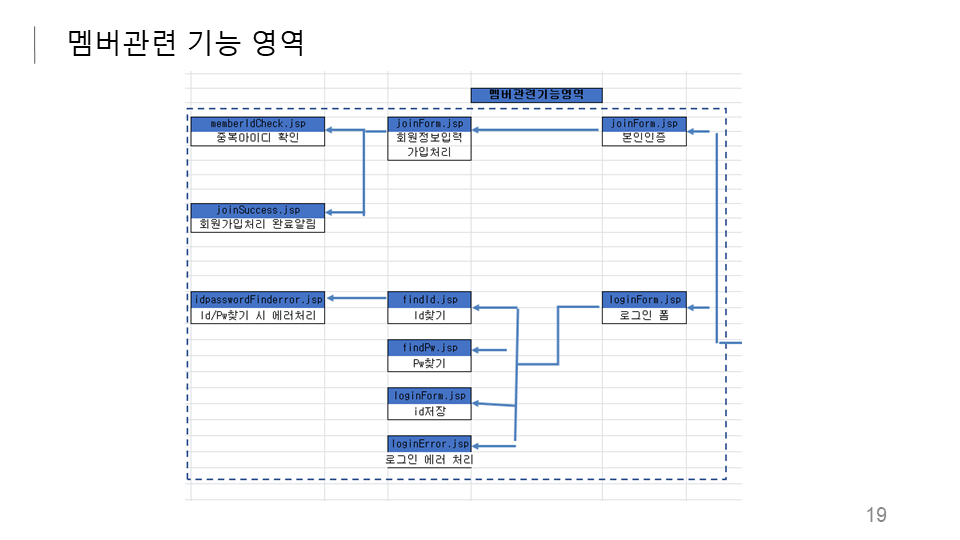 멤버관련 기능 영역
멤버관련기능영역
memberIdCheck.jsp
중복아이디 확인
joinForm.jsp
회원정보입력
가입처리
joinForm.jsp
본인인증
joinSuccess.jsp
회원가입처리 완료알림
idpasswordFinderror.jsp
Id/Pw찾기 시 에러처리
findId.jsp
Id찾기
loginForm.jsp
로그인 폼
findPw.jsp
Pw찾기
loginForm.jsp
id저장
loginError.jsp
로그인 에러 처리
19